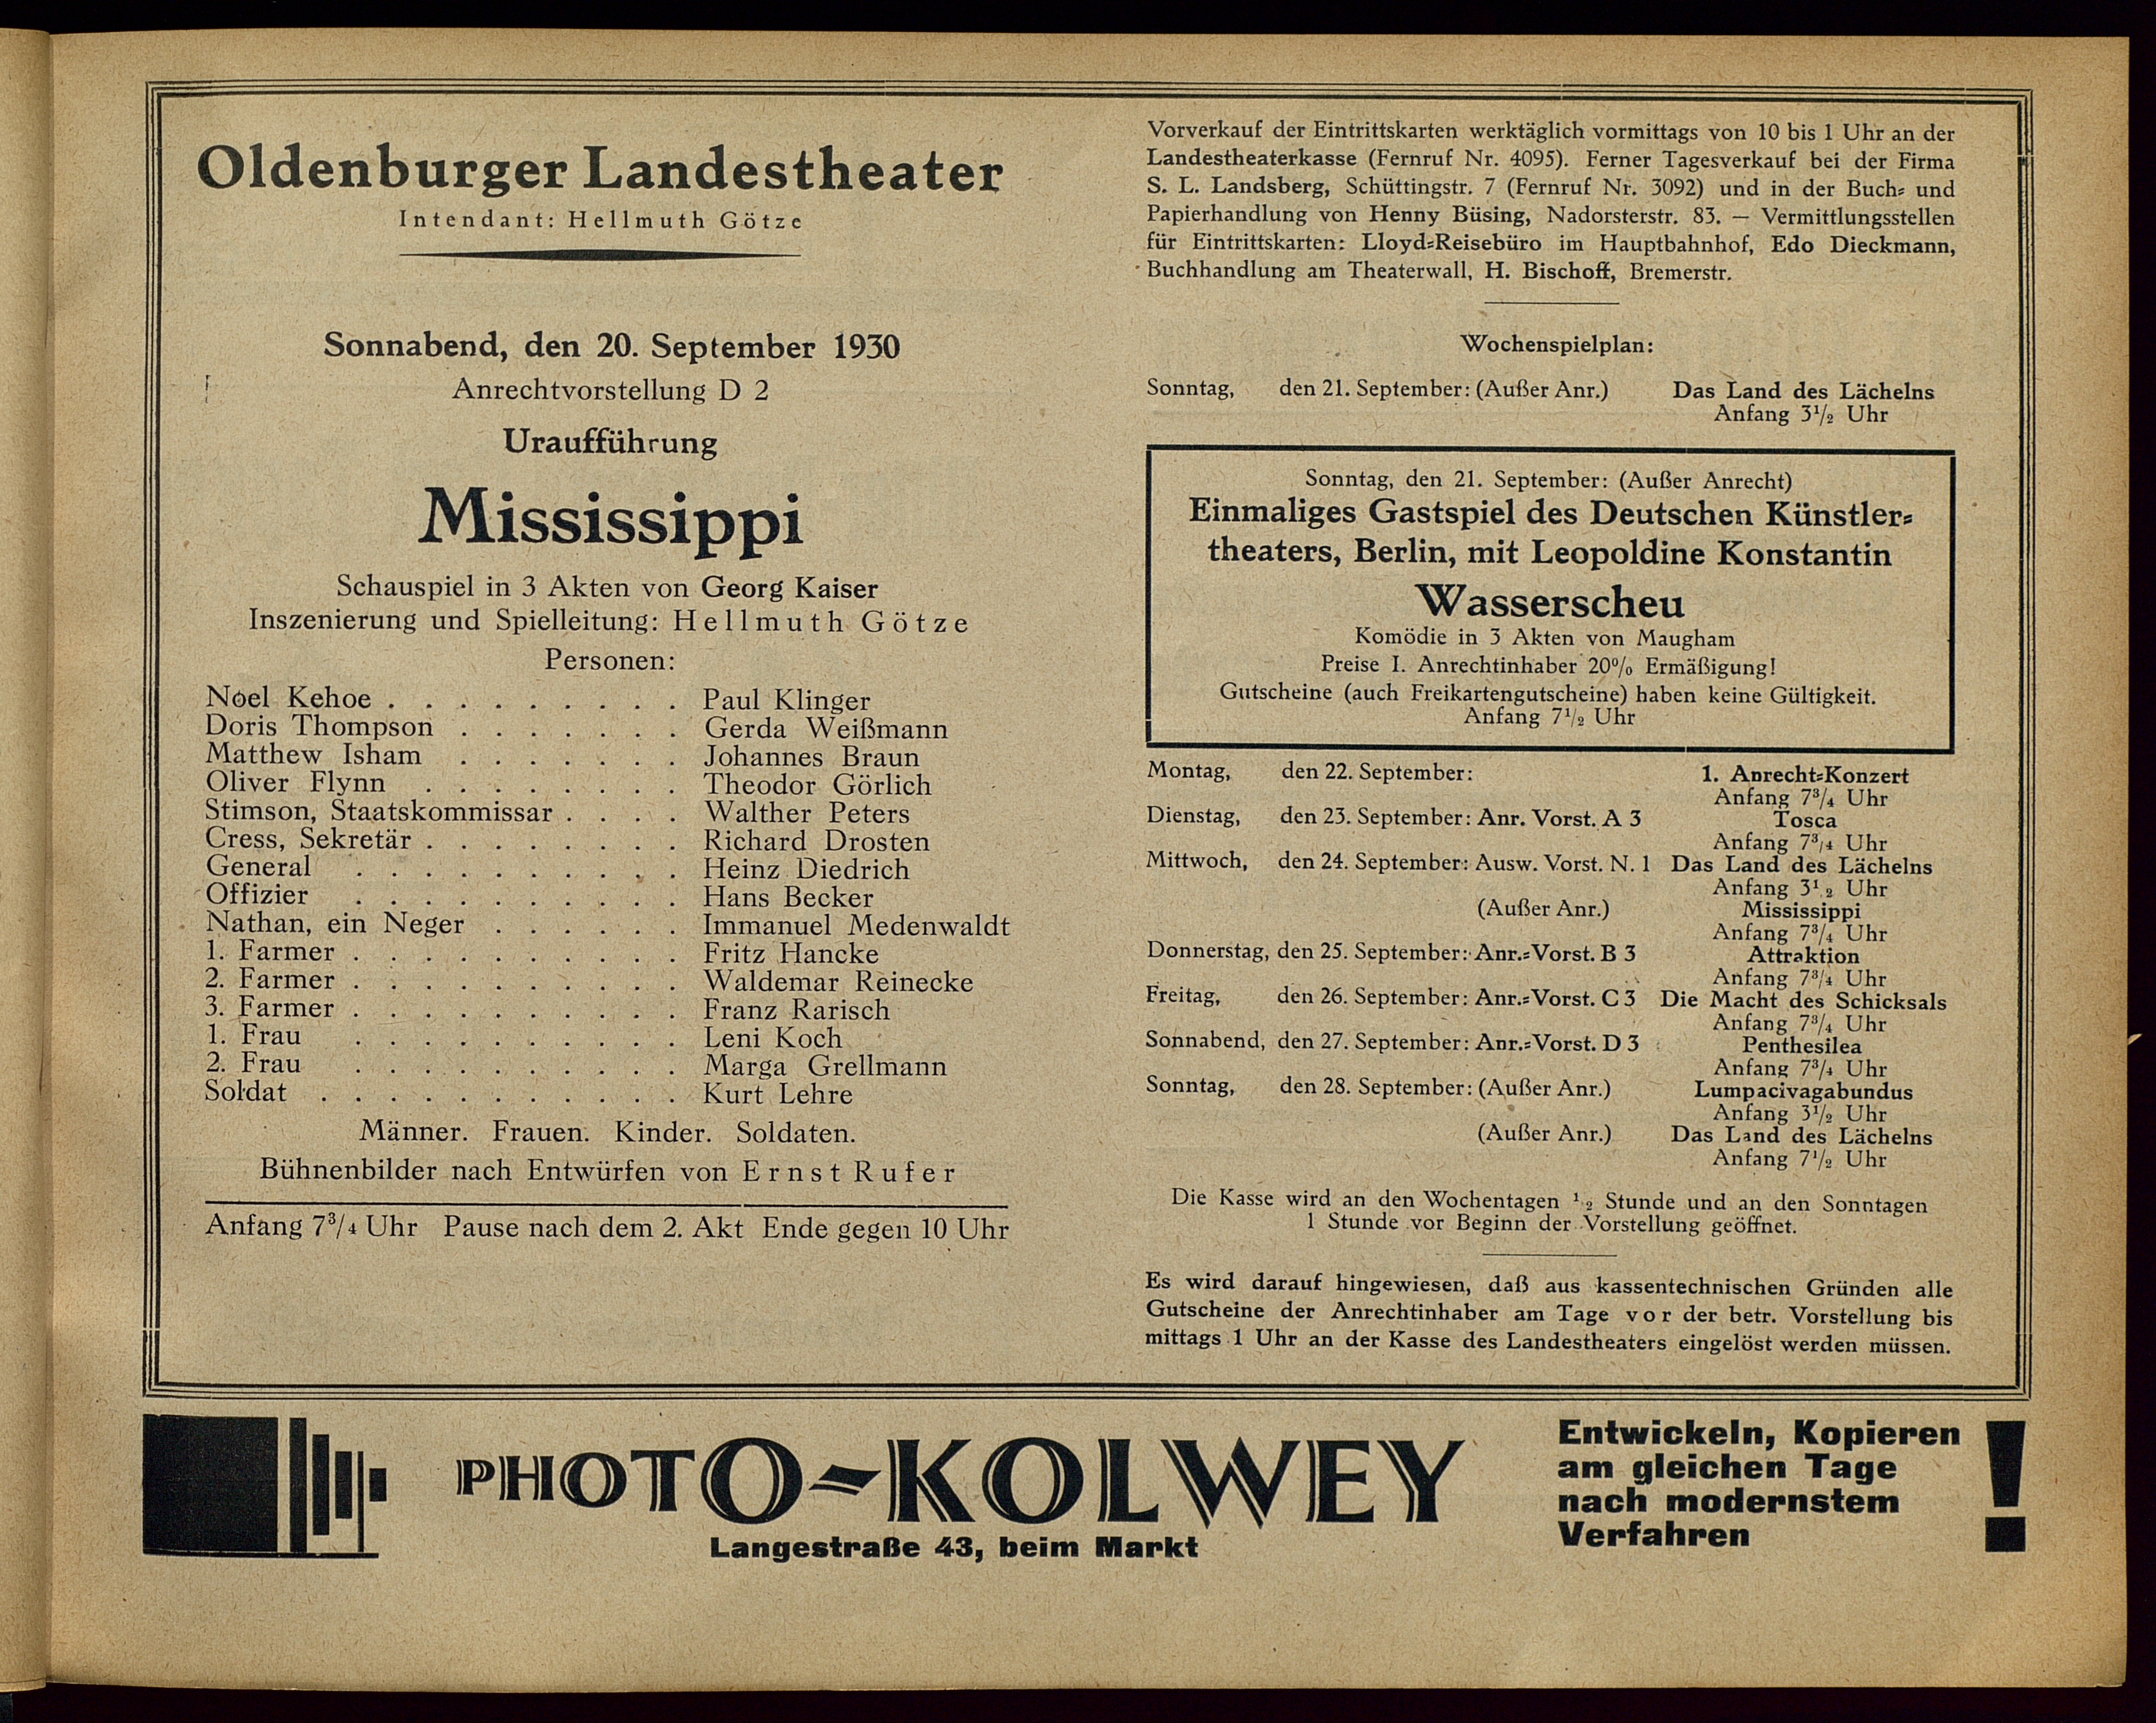 Oldenburger Landestheater
Intendant: Hellmuth Götze
Sonnabend, den 20. September 1930
Anrechtvorstellung D 2
Uraufführung
Mississippi
Schauspiel in 3 Akten von Georg Kaiser
Inszenierung und Spielleitung: Hellmuth Götze
Personen:
Noel Kehoe . . . . . . . . . Paul Klinger
Doris Thompson . . . . . . . Gerda Weißmann
Matthew Isham . . . . . . . Johannes Braun
Oliver Flynn . . . . . . . . Theodor Görlich
Stimson, Staatskommissar . . . . Walther Peters
Cress, Sekretär . . . . . . . . Richard Drosten
General . . . . . . . . . . Heinz Diedrich
Offizier . . . . . . . . . . Hans Becker
Nathan, ein Neger . . . . . . Immanuel Medenwaldt
1. Farmer . . . . . . . . . . Fritz Hancke
2. Farmer . . . . . . . . . . Waldemar Reinecke
3. Farmer . . . . . . . . . . Franz Rarisch
1. Frau . . . . . . . . . . Leni Koch
2. Frau . . . . . . . . . . Marga Grellmann
Soldat . . . . . . . . . . . Kurt Lehre
Männer. Frauen. Kinder. Soldaten.
Bühnenbilder nach Entwürfen von Ernst Rufer
Anfang 7³/₄ Uhr Pause nach dem 2. Akt Ende gegen 10 Uhr
Vorverkauf der Eintrittskarten werktäglich vormittags von 10 bis 1 Uhr an der
Landestheaterkasse (Fernruf Nr. 4095). Ferner Tagesverkauf bei der Firma
S. L. Landsberg, Schüttingstr. 7 (Fernruf Nr. 3092) und in der Buch- und
Papierhandlung von Henny Büsing, Nadorsterstr. 83. — Vermittlungsstellen
für Eintrittskarten: Lloyd-Reisebüro im Hauptbahnhof, Edo Dieckmann,
Buchhandlung am Theaterwall, H. Bischoff, Bremerstr.
Wochenspielplan:
Sonntag, den 21. September: (Außer Anr.) Das Land des Lächelns
Anfang 3¹/₂ Uhr
Sonntag, den 21. September: (Außer Anrecht)
Einmaliges Gastspiel des Deutschen Künstler-
theaters, Berlin, mit Leopoldine Konstantin
Wasserscheu
Komödie in 3 Akten von Maugham
Preise I. Anrechtinhaber 20% Ermäßigung!
Gutscheine (auch Freikartengutscheine) haben keine Gültigkeit.
Anfang 7¹/₂ Uhr
Montag, den 22. September: 1. Anrecht-Konzert
Anfang 7³/₄ Uhr
Dienstag, den 23. September: Anr. Vorst. A 3 Tosca
Anfang 7³/₄ Uhr
Mittwoch, den 24. September: Ausw. Vorst. N. 1 Das Land des Lächelns
Anfang 3¹/₂ Uhr
(Außer Anr.) Mississippi
Anfang 7³/₄ Uhr
Donnerstag, den 25. September: Anr.-Vorst. B 3 Attraktion
Anfang 7³/₄ Uhr
Freitag, den 26. September: Anr.-Vorst. C 3 Die Macht des Schicksals
Anfang 7³/₄ Uhr
Sonnabend, den 27. September: Anr.-Vorst. D 3 Penthesilea
Anfang 7³/₄ Uhr
Sonntag, den 28. September: (Außer Anr.) Lumpacivagabundus
Anfang 3¹/₂ Uhr
(Außer Anr.) Das Land des Lächelns
Anfang 7¹/₂ Uhr
Die Kasse wird an den Wochentagen ¹/₂ Stunde und an den Sonntagen
1 Stunde vor Beginn der Vorstellung geöffnet.
Es wird darauf hingewiesen, daß aus kassentechnischen Gründen alle
Gutscheine der Anrechtinhaber am Tage vor der betr. Vorstellung bis
mittags 1 Uhr an der Kasse des Landestheaters eingelöst werden müssen.
PHOTO-KOLWEY
Langestraße 43, beim Markt
Entwickeln, Kopieren
am gleichen Tage
nach modernstem
Verfahren
!